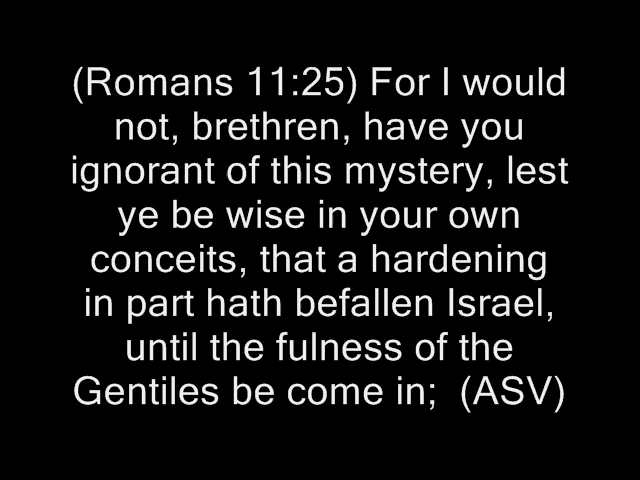 (Romans 11:25) For I would
not, brethren, have you
ignorant of this mystery, lest
ye be wise in your own
conceits, that a hardening
in part hath befallen Israel,
until the fulness of the
Gentiles be come in;  (ASV)